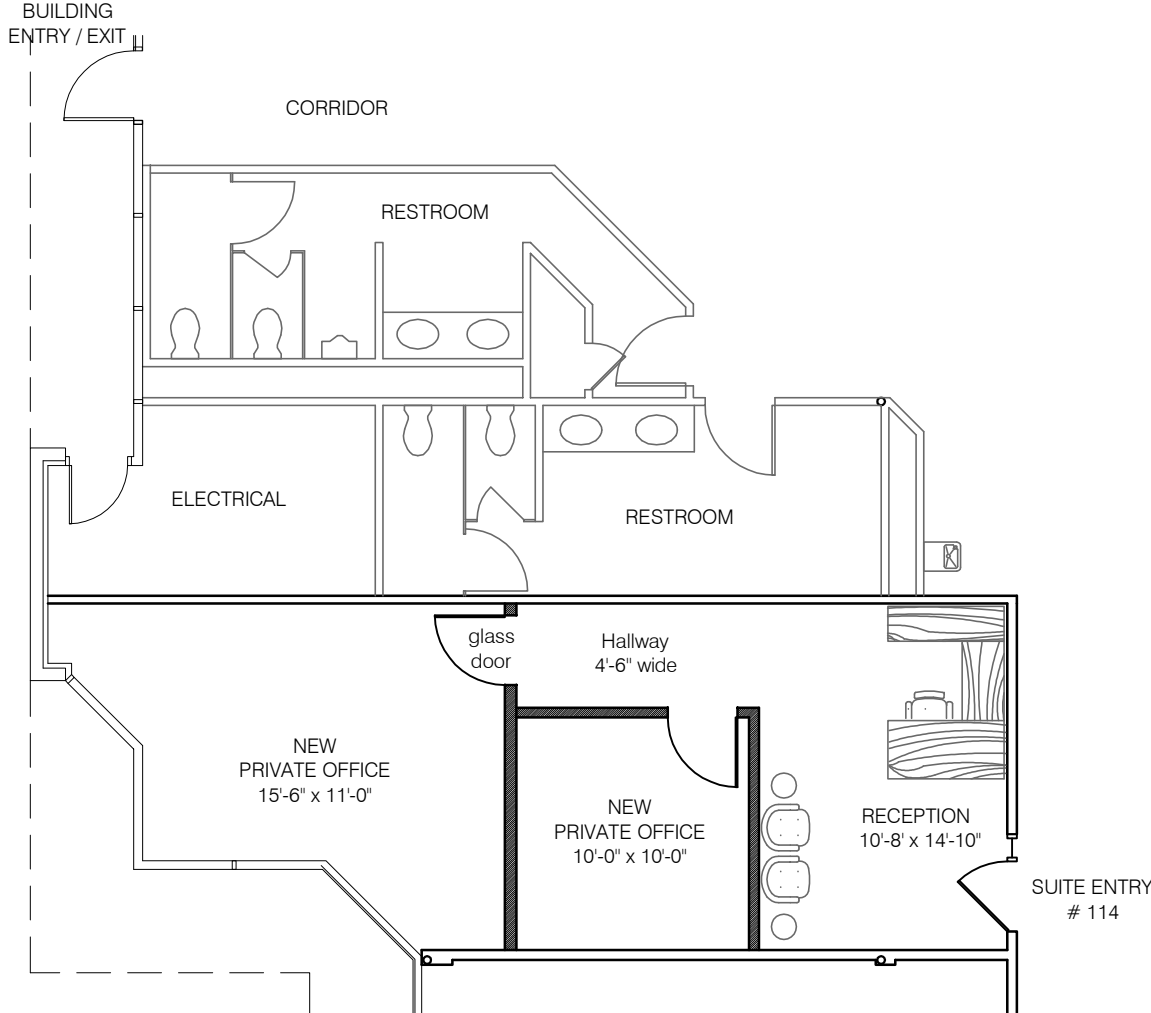 BUILDING
ENTRY / EXIT
CORRIDOR
RESTROOM
ELECTRICAL
RESTROOM
glass
door
Hallway
4'-6" wide
NEW
PRIVATE OFFICE
15'-6" x 11'-0"
NEW
PRIVATE OFFICE
10'-0" x 10'-0"
RECEPTION
10'-8' x 14'-10"
SUITE ENTRY
# 114